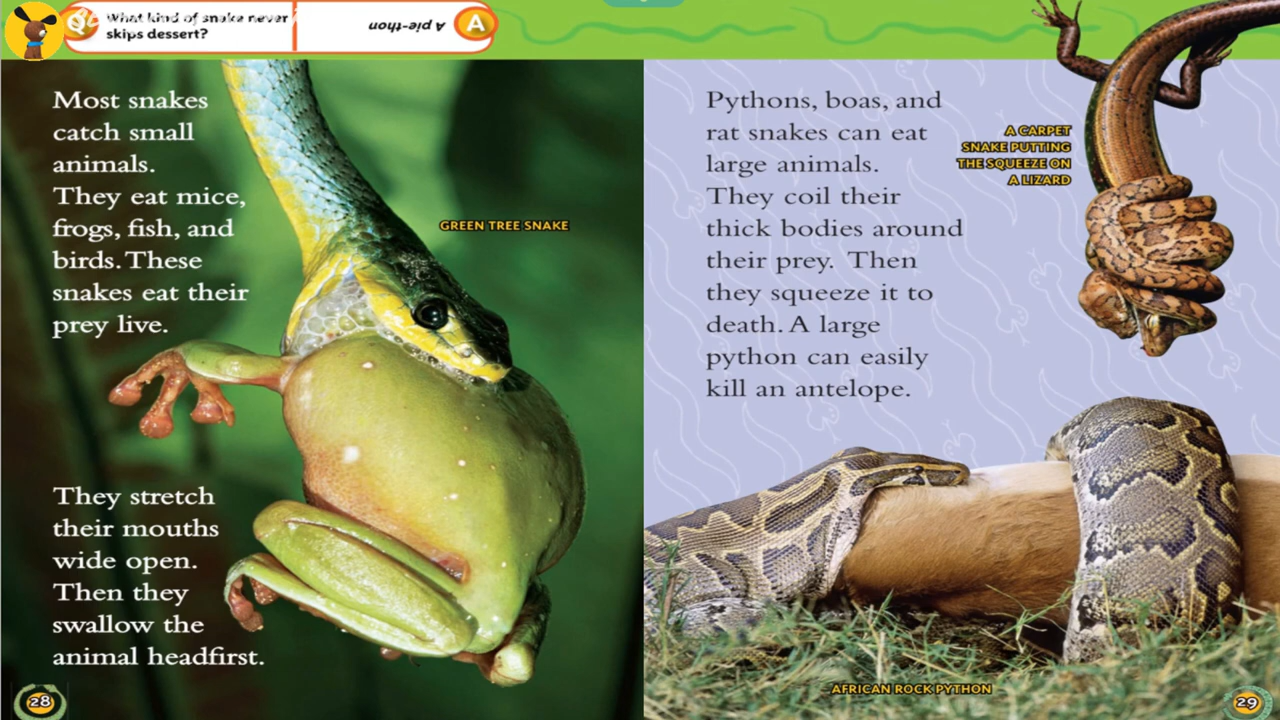 Q
What kind of snake never
skips dessert?
A pie-thon
A
Most snakes
catch small
animals.
They eat mice,
frogs, fish, and
birds. These
snakes eat their
prey live.
GREEN TREE SNAKE
They stretch
their mouths
wide open.
Then they
swallow the
animal headfirst.
28
Pythons, boas, and
rat snakes can eat
large animals.
They coil their
thick bodies around
their prey. Then
they squeeze it to
death. A large
python can easily
kill an antelope.
A CARPET
SNAKE PUTTING
THE SQUEEZE ON
A LIZARD
AFRICAN ROCK PYTHON
29